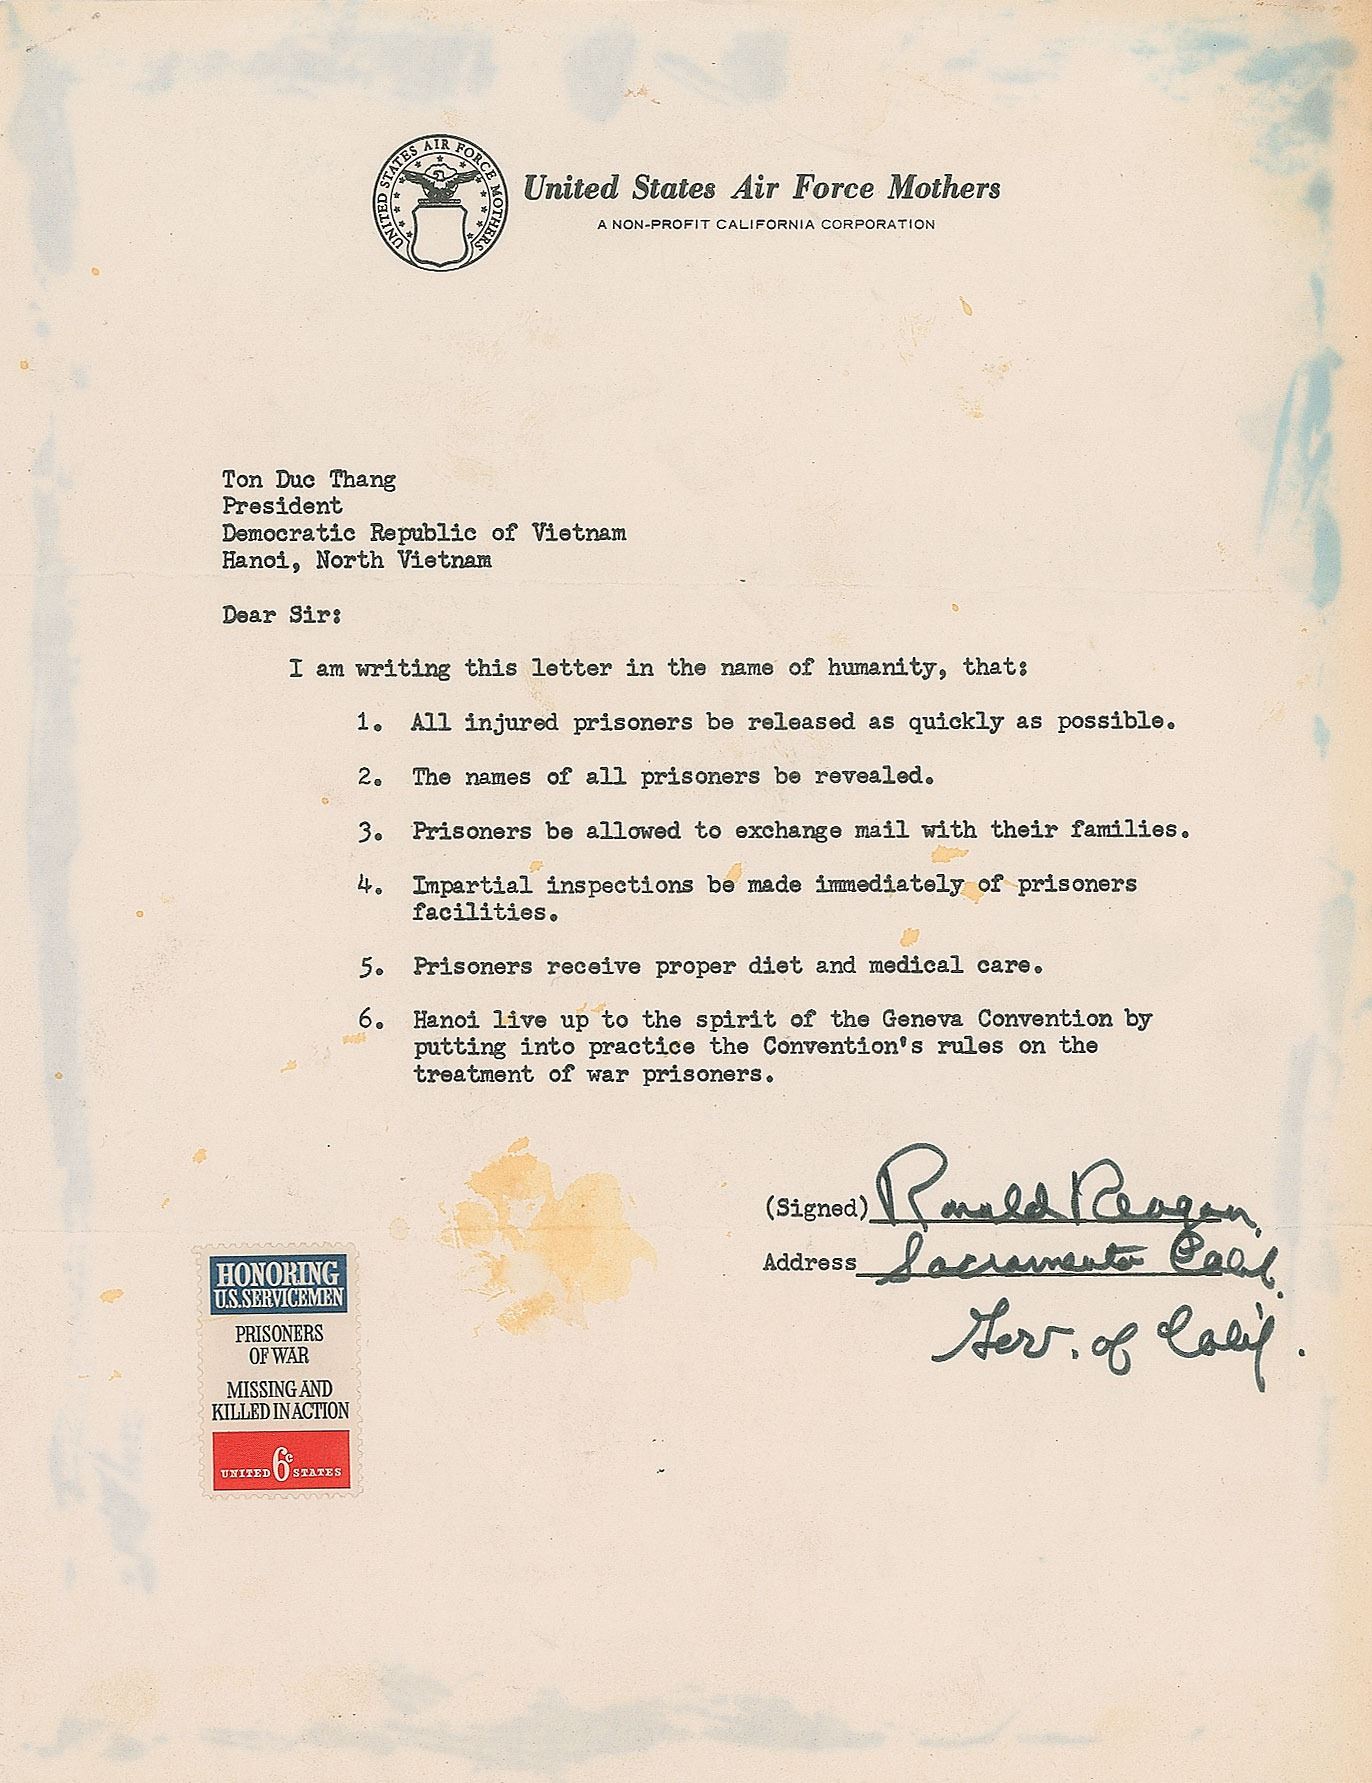 UNITED STATES AIR FORCE MOTHERS
United States Air Force Mothers
A NON-PROFIT CALIFORNIA CORPORATION
Ton Duc Thang
President
Democratic Republic of Vietnam
Hanoi, North Vietnam
Dear Sir:
I am writing this letter in the name of humanity, that:
1. All injured prisoners be released as quickly as possible.
2. The names of all prisoners be revealed.
3. Prisoners be allowed to exchange mail with their families.
4. Impartial inspections be made immediately of prisoners
facilities.
5. Prisoners receive proper diet and medical care.
6. Hanoi live up to the spirit of the Geneva Convention by
putting into practice the Convention's rules on the
treatment of war prisoners.
(Signed) Ronald Reagan
Address Sacramento Calif.
Gov. of Calif.
HONORING
U.S. SERVICEMEN
PRISONERS
OF WAR
MISSING AND
KILLED IN ACTION
UNITED 6c STATES